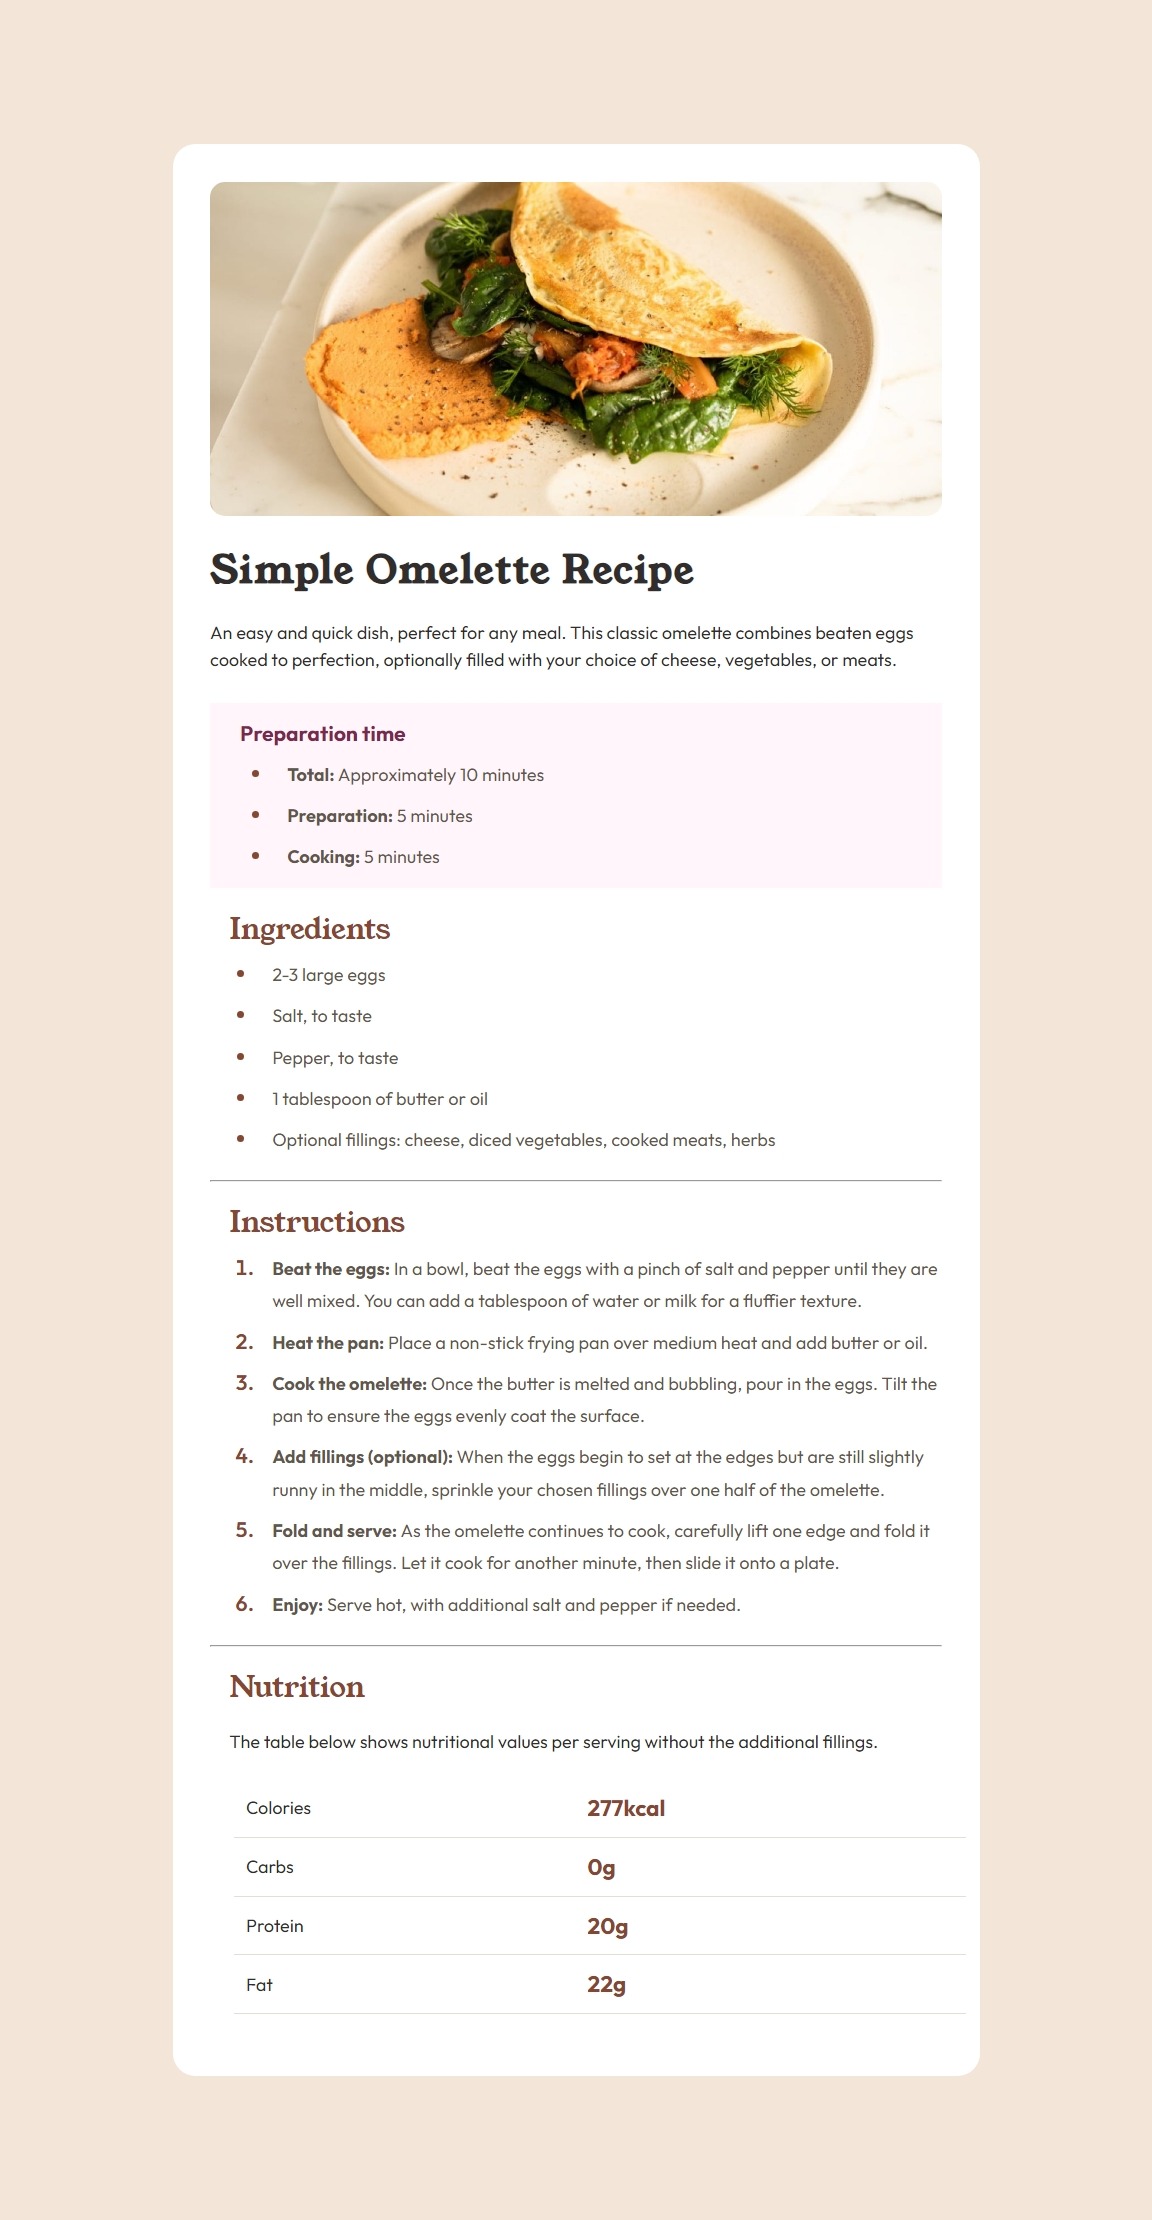 Simple Omelette Recipe
An easy and quick dish, perfect for any meal. This classic omelette combines beaten eggs
cooked to perfection, optionally filled with your choice of cheese, vegetables, or meats.
Preparation time
• Total: Approximately 10 minutes
• Preparation: 5 minutes
• Cooking: 5 minutes
Ingredients
• 2-3 large eggs
• Salt, to taste
• Pepper, to taste
• 1 tablespoon of butter or oil
• Optional fillings: cheese, diced vegetables, cooked meats, herbs
Instructions
1. Beat the eggs: In a bowl, beat the eggs with a pinch of salt and pepper until they are
well mixed. You can add a tablespoon of water or milk for a fluffier texture.
2. Heat the pan: Place a non-stick frying pan over medium heat and add butter or oil.
3. Cook the omelette: Once the butter is melted and bubbling, pour in the eggs. Tilt the
pan to ensure the eggs evenly coat the surface.
4. Add fillings (optional): When the eggs begin to set at the edges but are still slightly
runny in the middle, sprinkle your chosen fillings over one half of the omelette.
5. Fold and serve: As the omelette continues to cook, carefully lift one edge and fold it
over the fillings. Let it cook for another minute, then slide it onto a plate.
6. Enjoy: Serve hot, with additional salt and pepper if needed.
Nutrition
The table below shows nutritional values per serving without the additional fillings.
Colories 277kcal
Carbs 0g
Protein 20g
Fat 22g